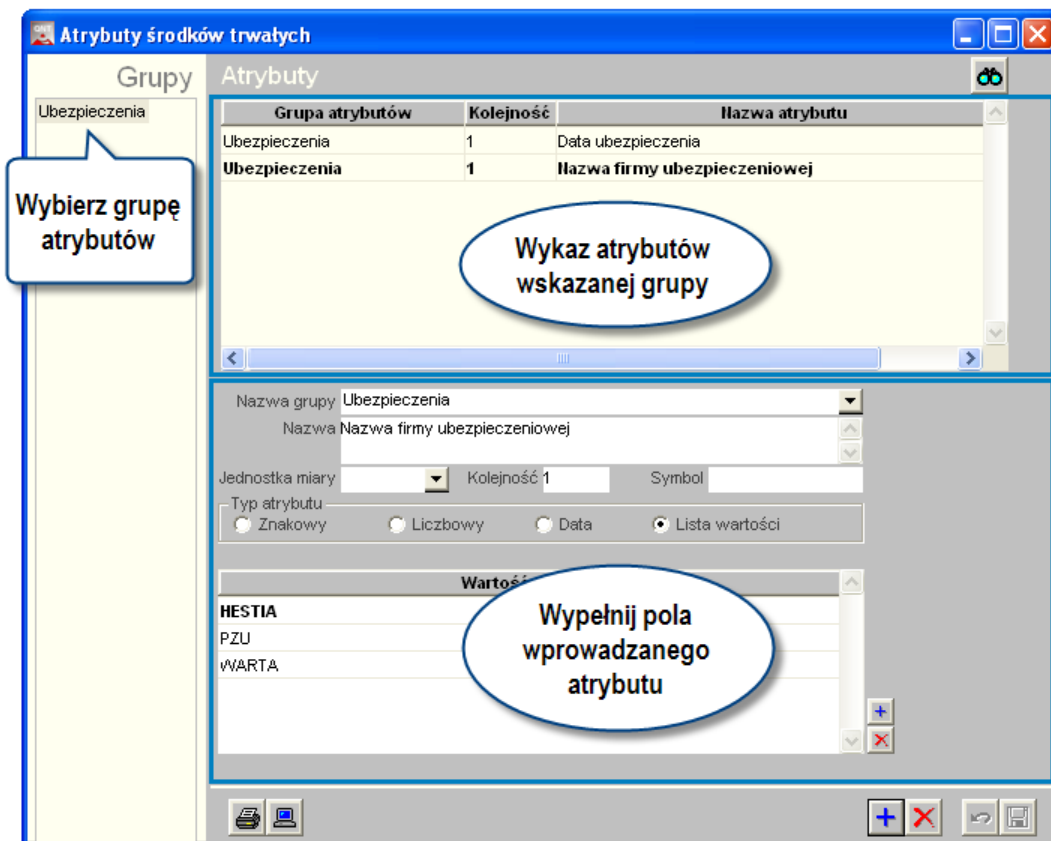 QNT Atrybuty środków trwałych
Grupy
Atrybuty
Ubezpieczenia
Grupa atrybutów Kolejność Nazwa atrybutu
Ubezpieczenia 1 Data ubezpieczenia
Ubezpieczenia 1 Nazwa firmy ubezpieczeniowej
Wybierz grupę
atrybutów
Wykaz atrybutów
wskazanej grupy
Nazwa grupy Ubezpieczenia
Nazwa Nazwa firmy ubezpieczeniowej
Jednostka miary Kolejność 1 Symbol
Typ atrybutu
Znakowy Liczbowy Data Lista wartości
Wartość
HESTIA
PZU
WARTA
Wypełnij pola
wprowadzanego
atrybutu